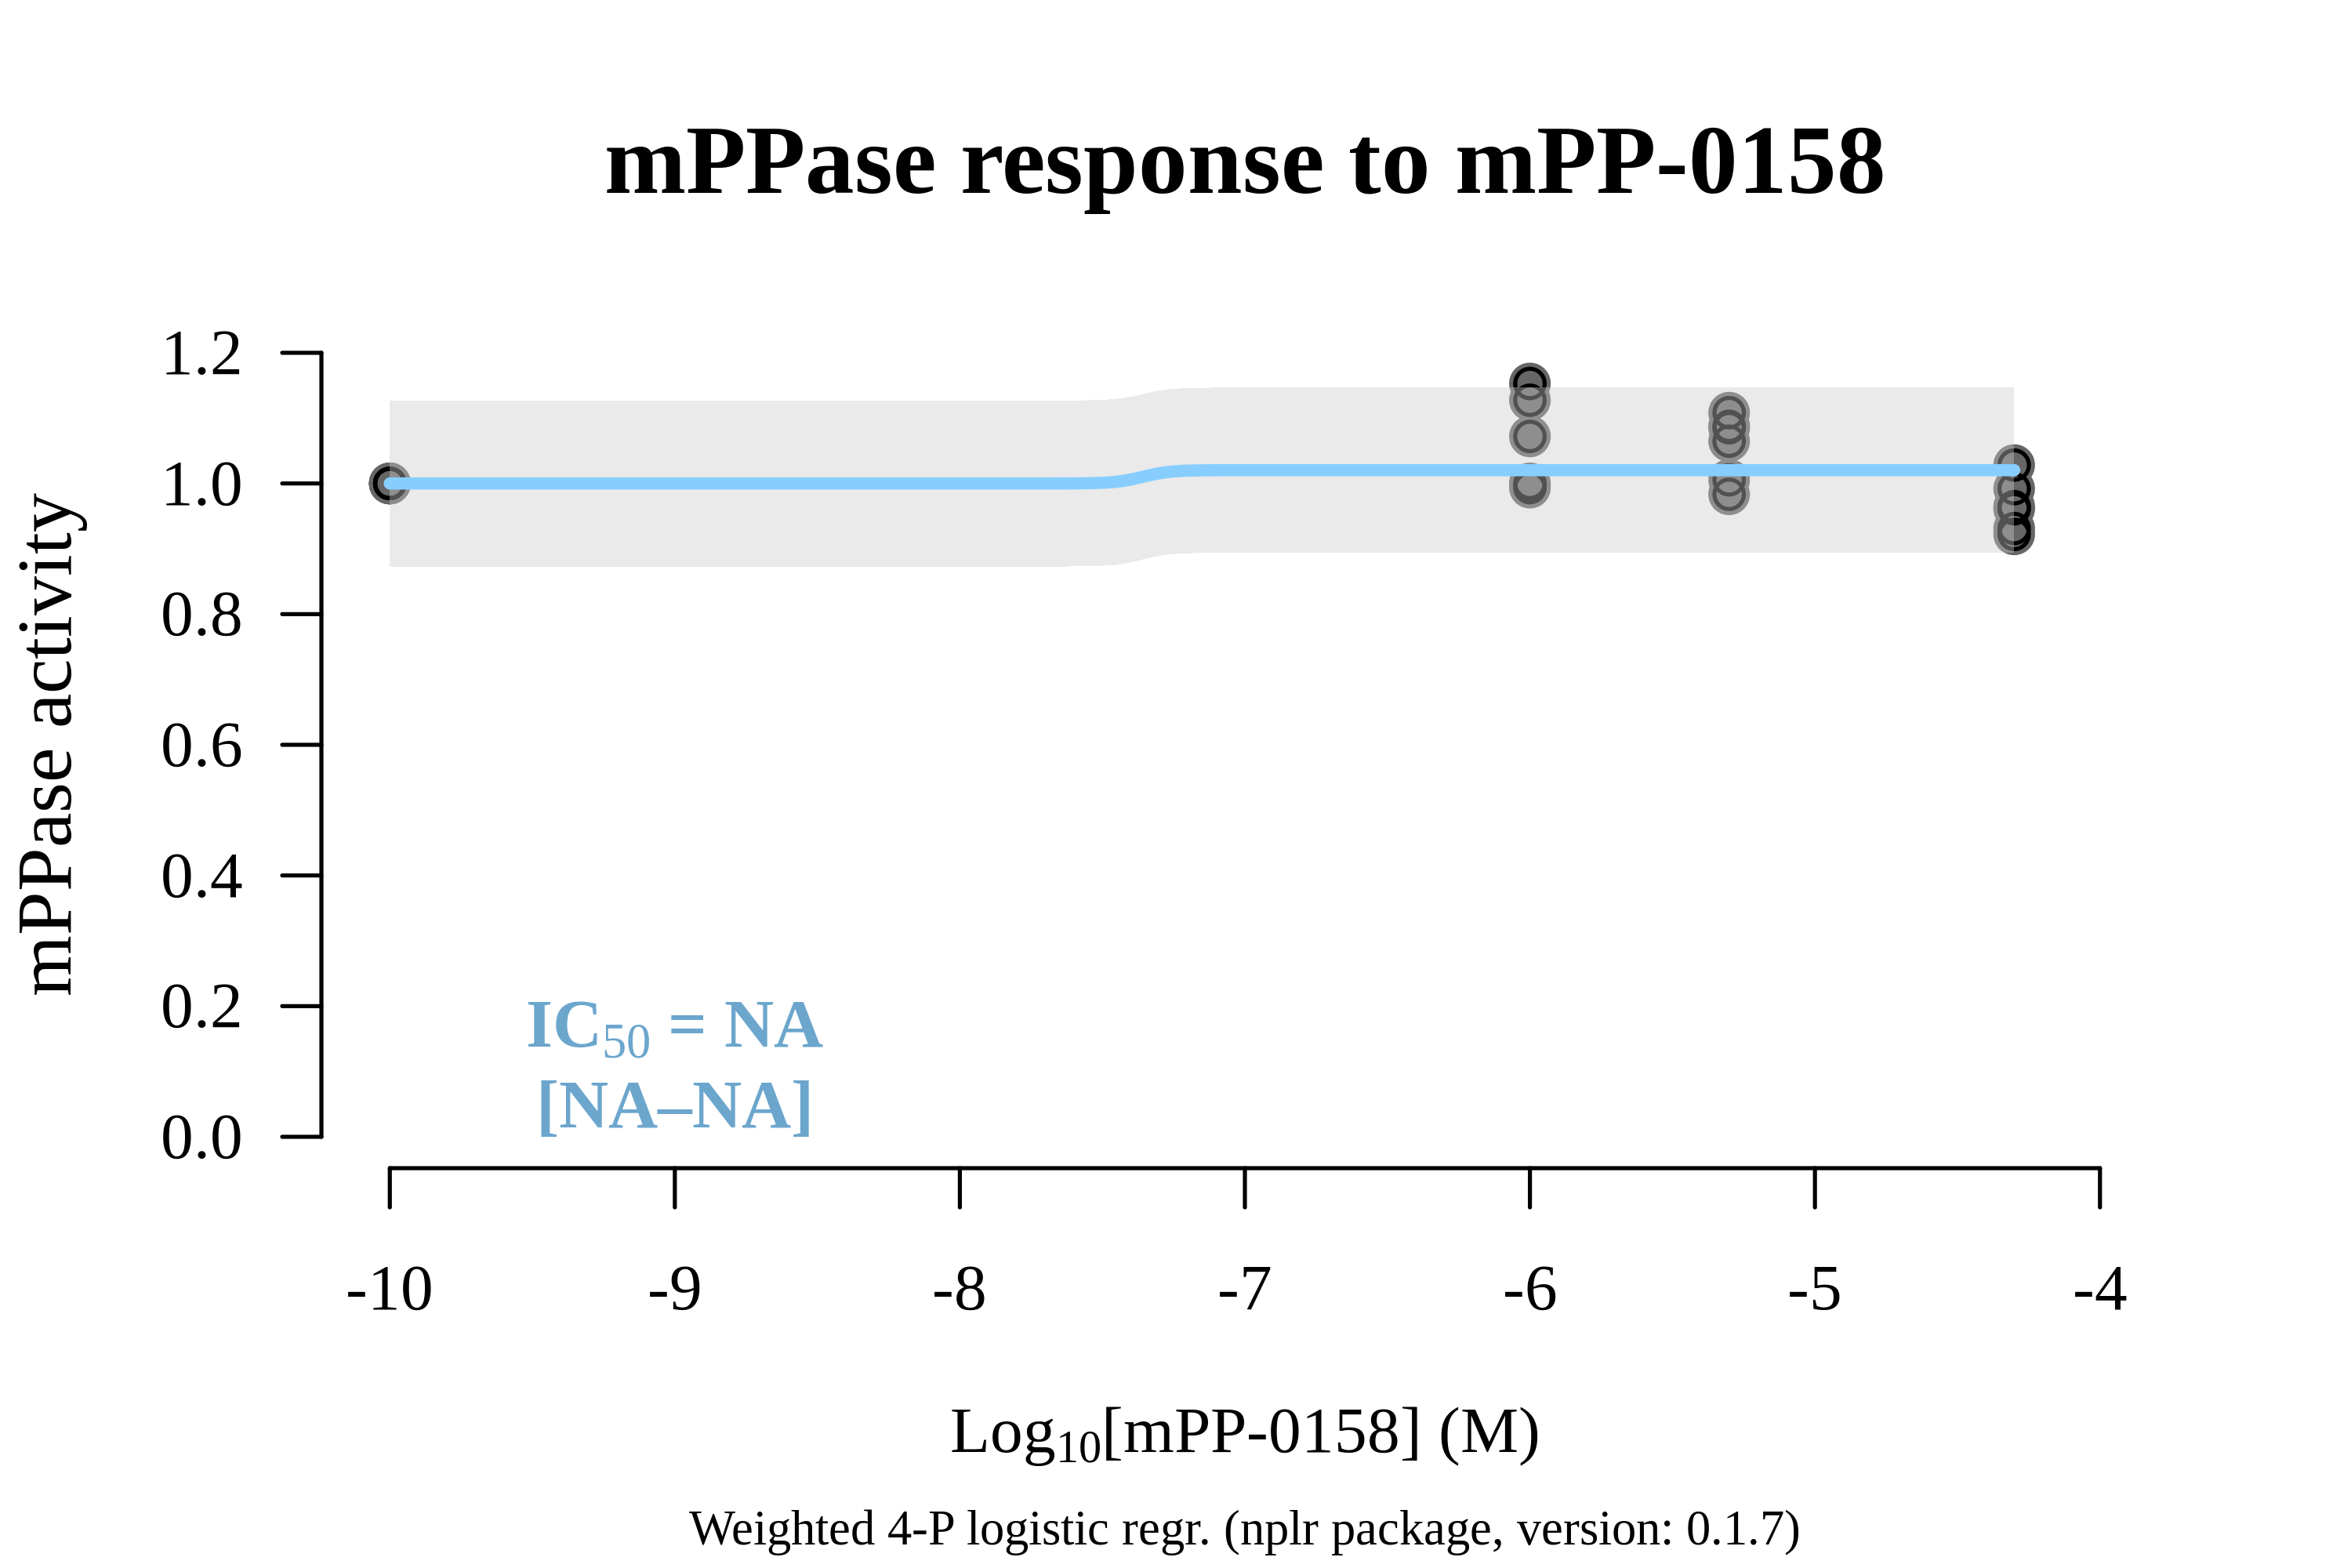 mPPase response to mPP-0158
mPPase activity
1.2
1.0
0.8
0.6
0.4
0.2
0.0
IC50 = NA
[NA–NA]
-10 -9 -8 -7 -6 -5 -4
Log10[mPP-0158] (M)
Weighted 4-P logistic regr. (nplr package, version: 0.1.7)